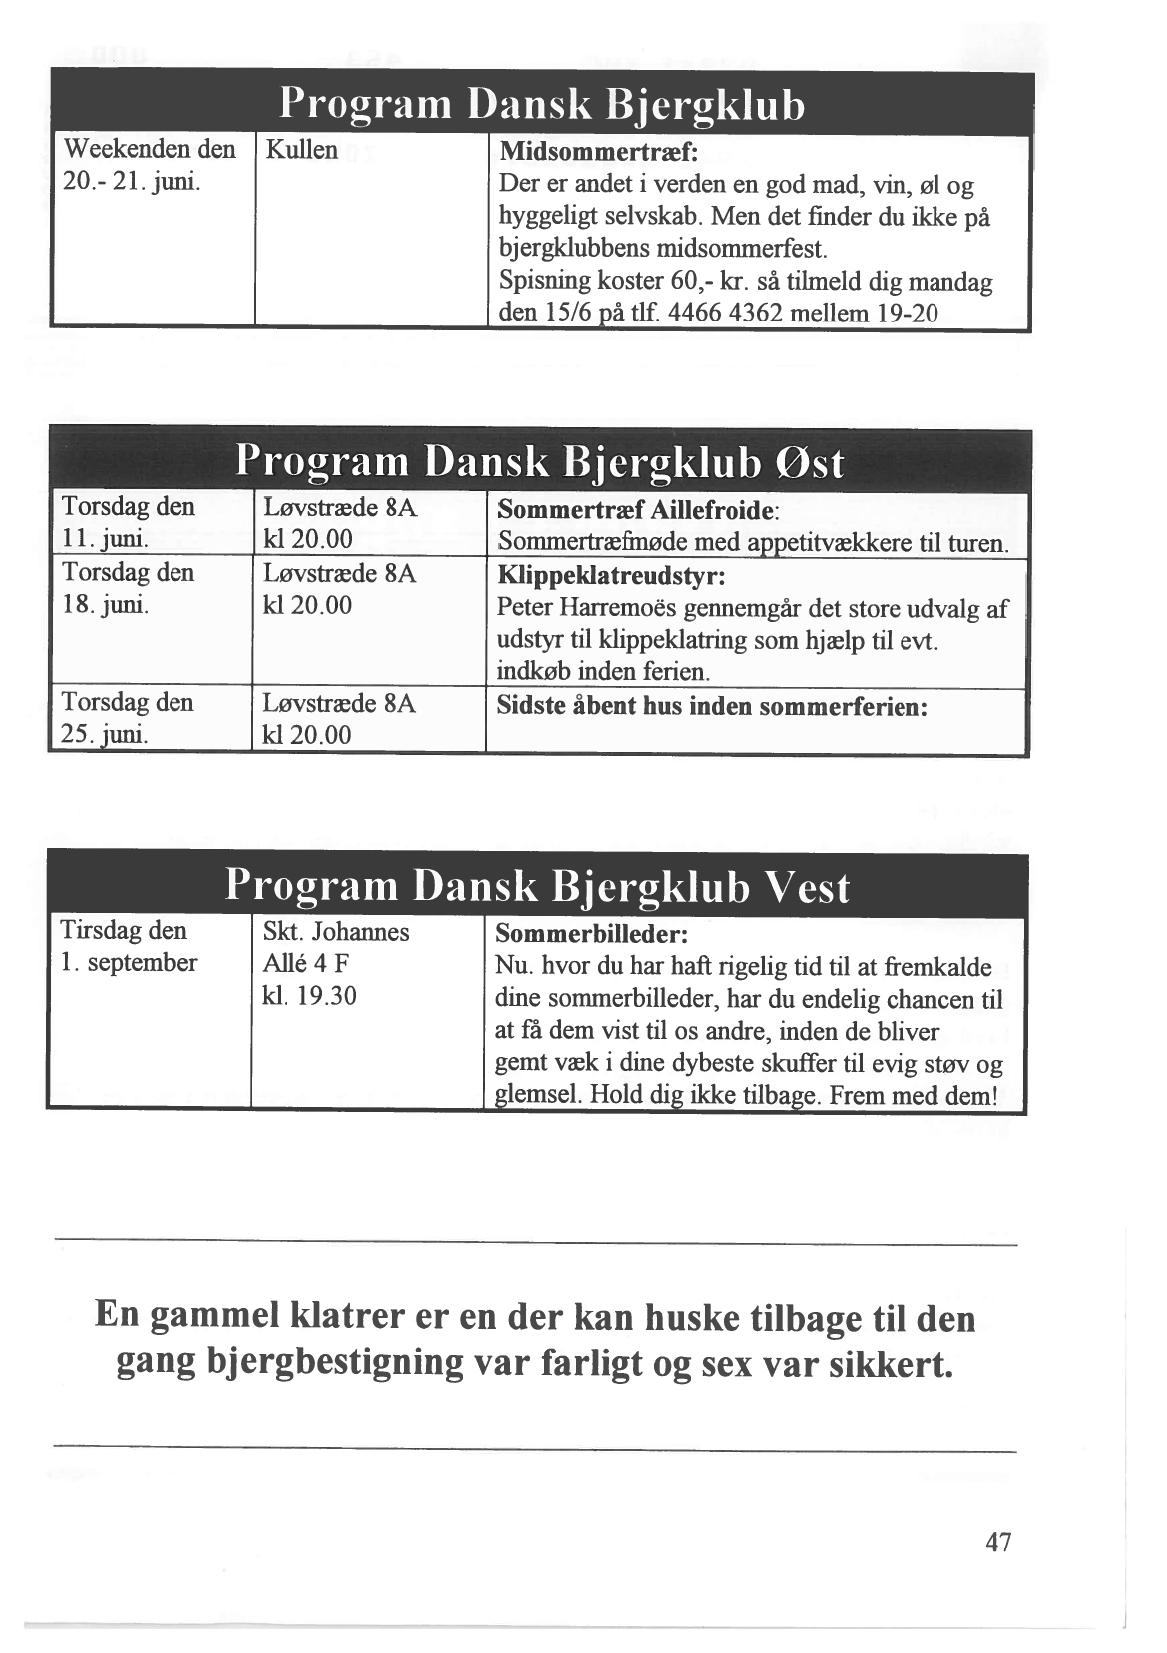 Program Dansk Bjergklub
Weekenden den
20.- 21. juni.
Kullen
Midsommertræf:
Der er andet i verden en god mad, vin, øl og
hyggeligt selvskab. Men det finder du ikke på
bjergklubbens midsommerfest.
Spisning koster 60,- kr. så tilmeld dig mandag
den 15/6 på tlf. 4466 4362 mellem 19-20
Program Dansk Bjergklub Øst
Torsdag den
11. juni.
Løvstræde 8A
kl 20.00
Sommertræf Aillefroide:
Sommertræfmøde med appetitvækkere til turen.
Torsdag den
18. juni.
Løvstræde 8A
kl 20.00
Klippeklatreudstyr:
Peter Harremoës gennemgår det store udvalg af
udstyr til klippeklatring som hjælp til evt.
indkøb inden ferien.
Torsdag den
25. juni.
Løvstræde 8A
kl 20.00
Sidste åbent hus inden sommerferien:
Program Dansk Bjergklub Vest
Tirsdag den
1. september
Skt. Johannes
Allé 4 F
kl. 19.30
Sommerbilleder:
Nu. hvor du har haft rigelig tid til at fremkalde
dine sommerbilleder, har du endelig chancen til
at få dem vist til os andre, inden de bliver
gemt væk i dine dybeste skuffer til evig støv og
glemsel. Hold dig ikke tilbage. Frem med dem!
En gammel klatrer er en der kan huske tilbage til den
gang bjergbestigning var farligt og sex var sikkert.
47